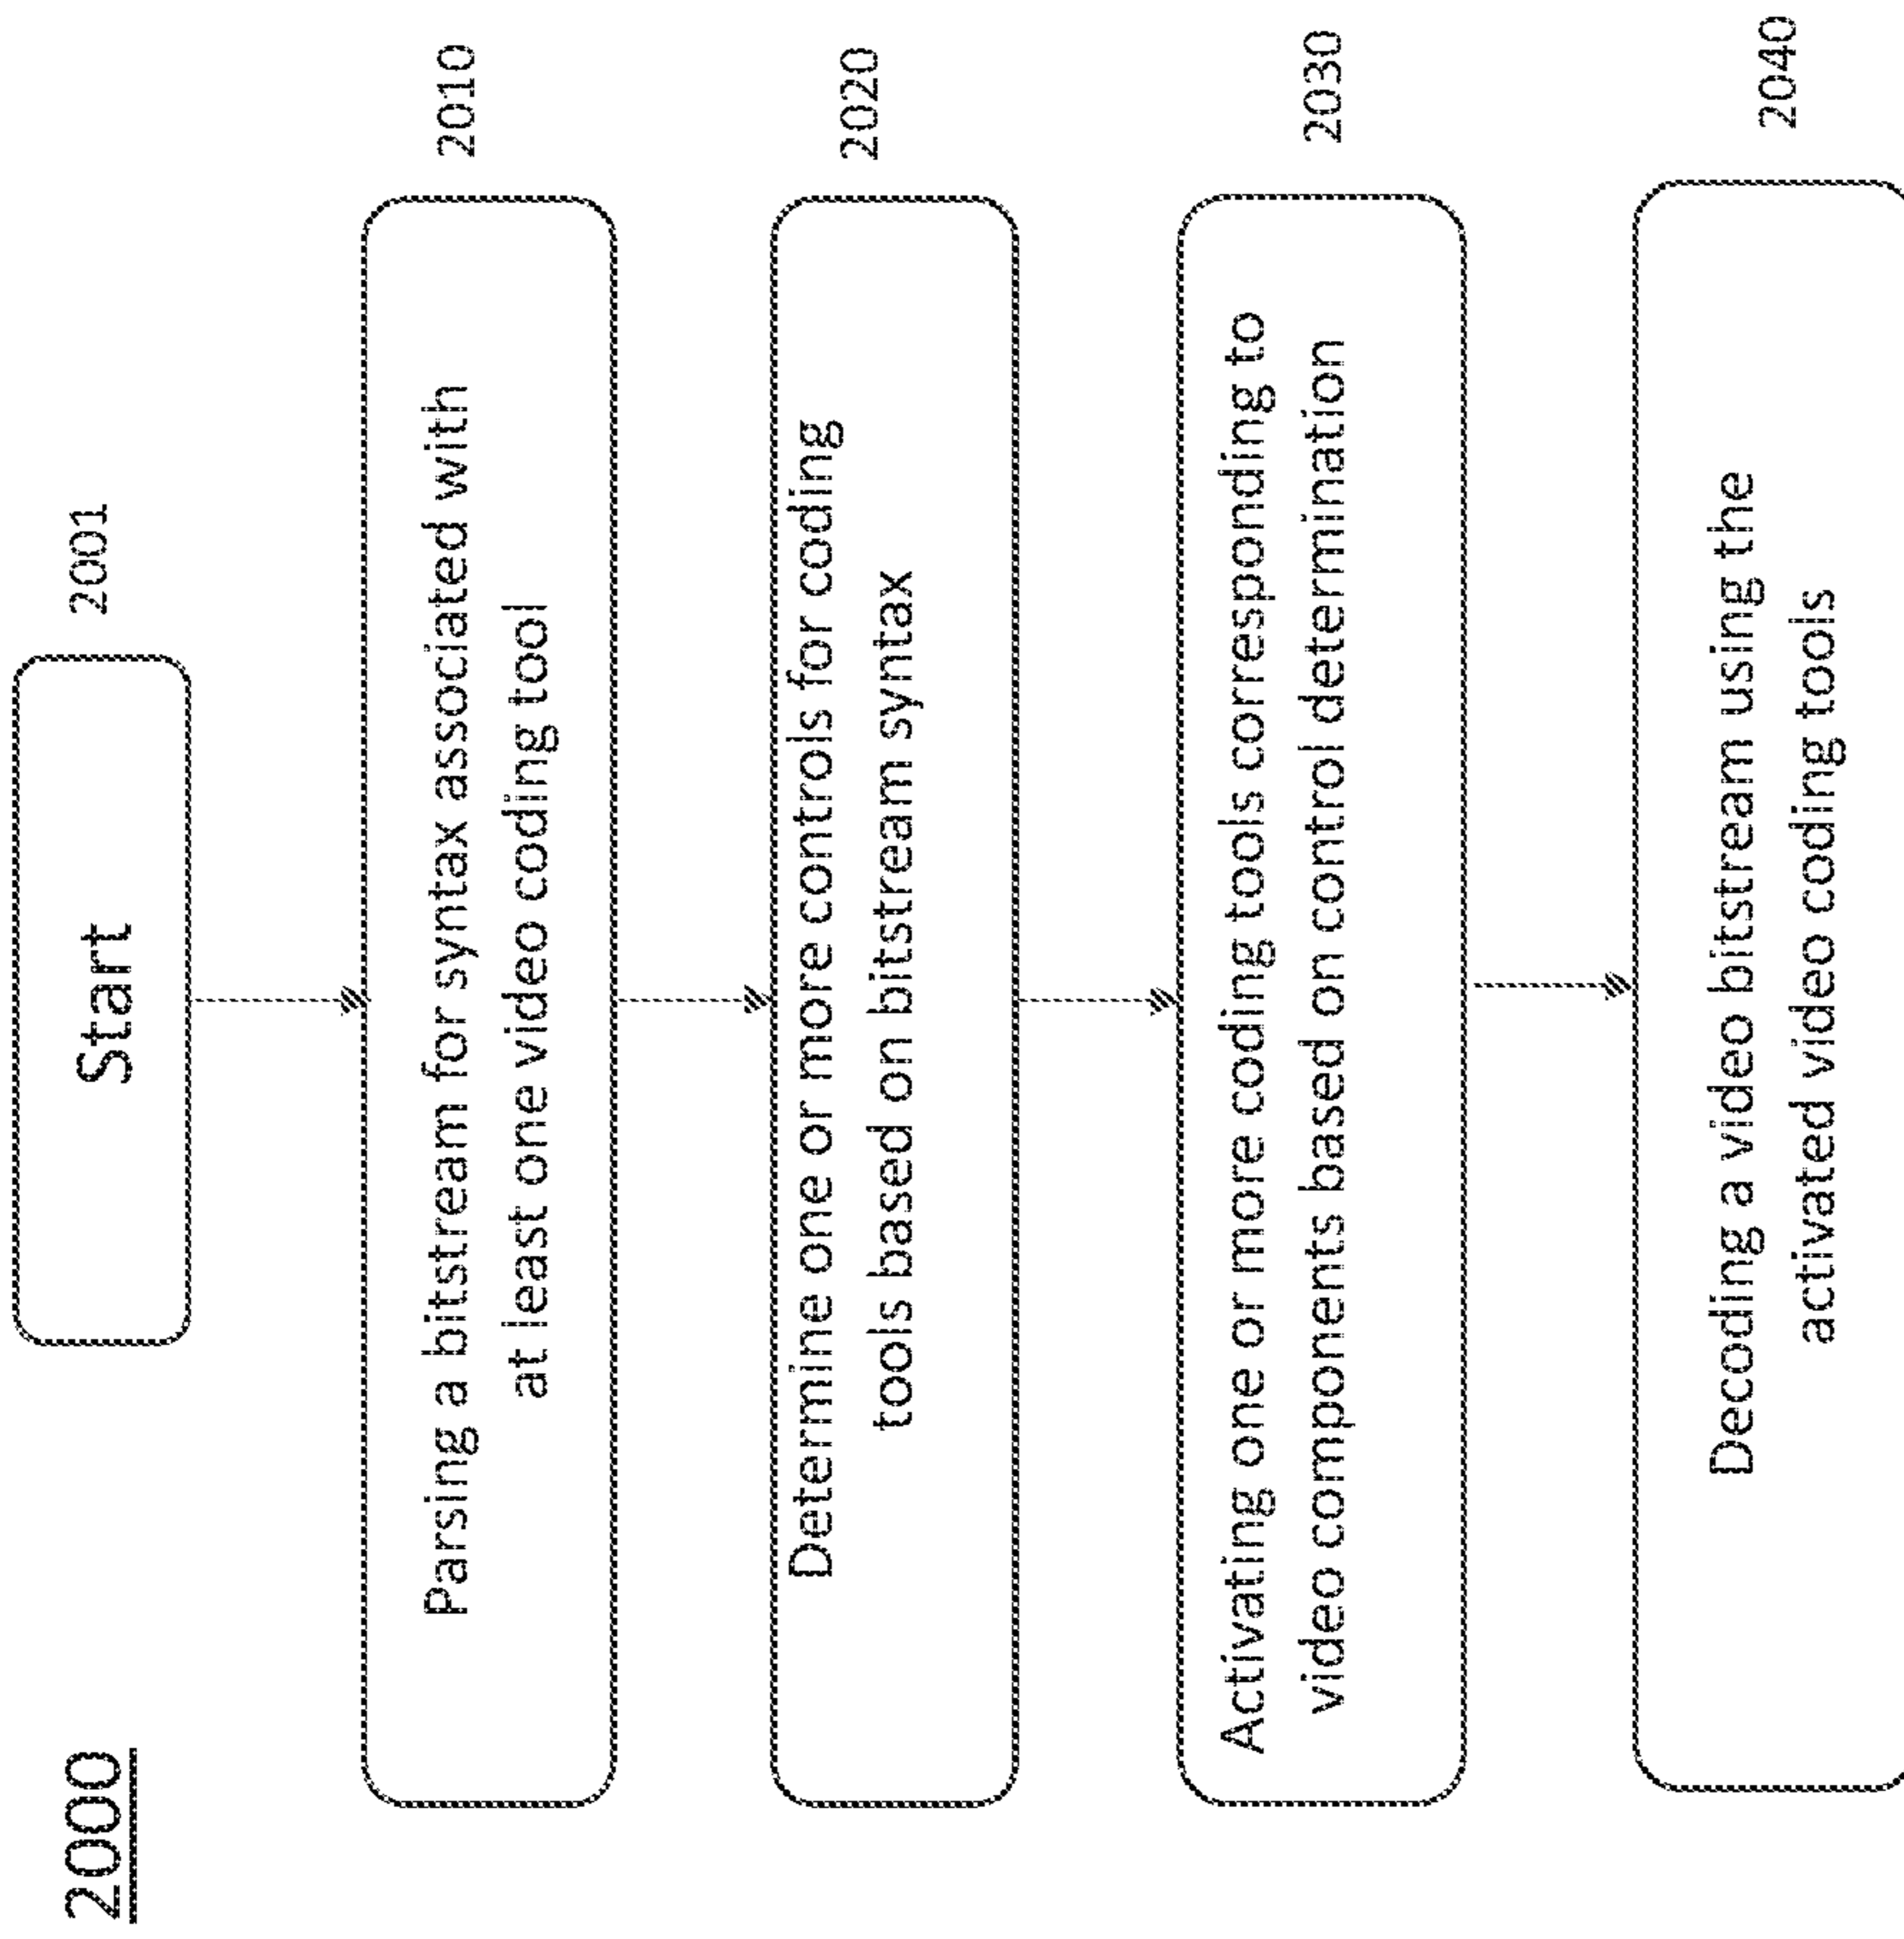 2000
Start
2001
Parsing a bitstream for syntax associated with
at least one video coding tool
2010
Determine one or more controls for coding
tools based on bitstream syntax
2020
Activating one or more coding tools corresponding to
video components based on control determination
2030
Decoding a video bitstream using the
activated video coding tools
2040